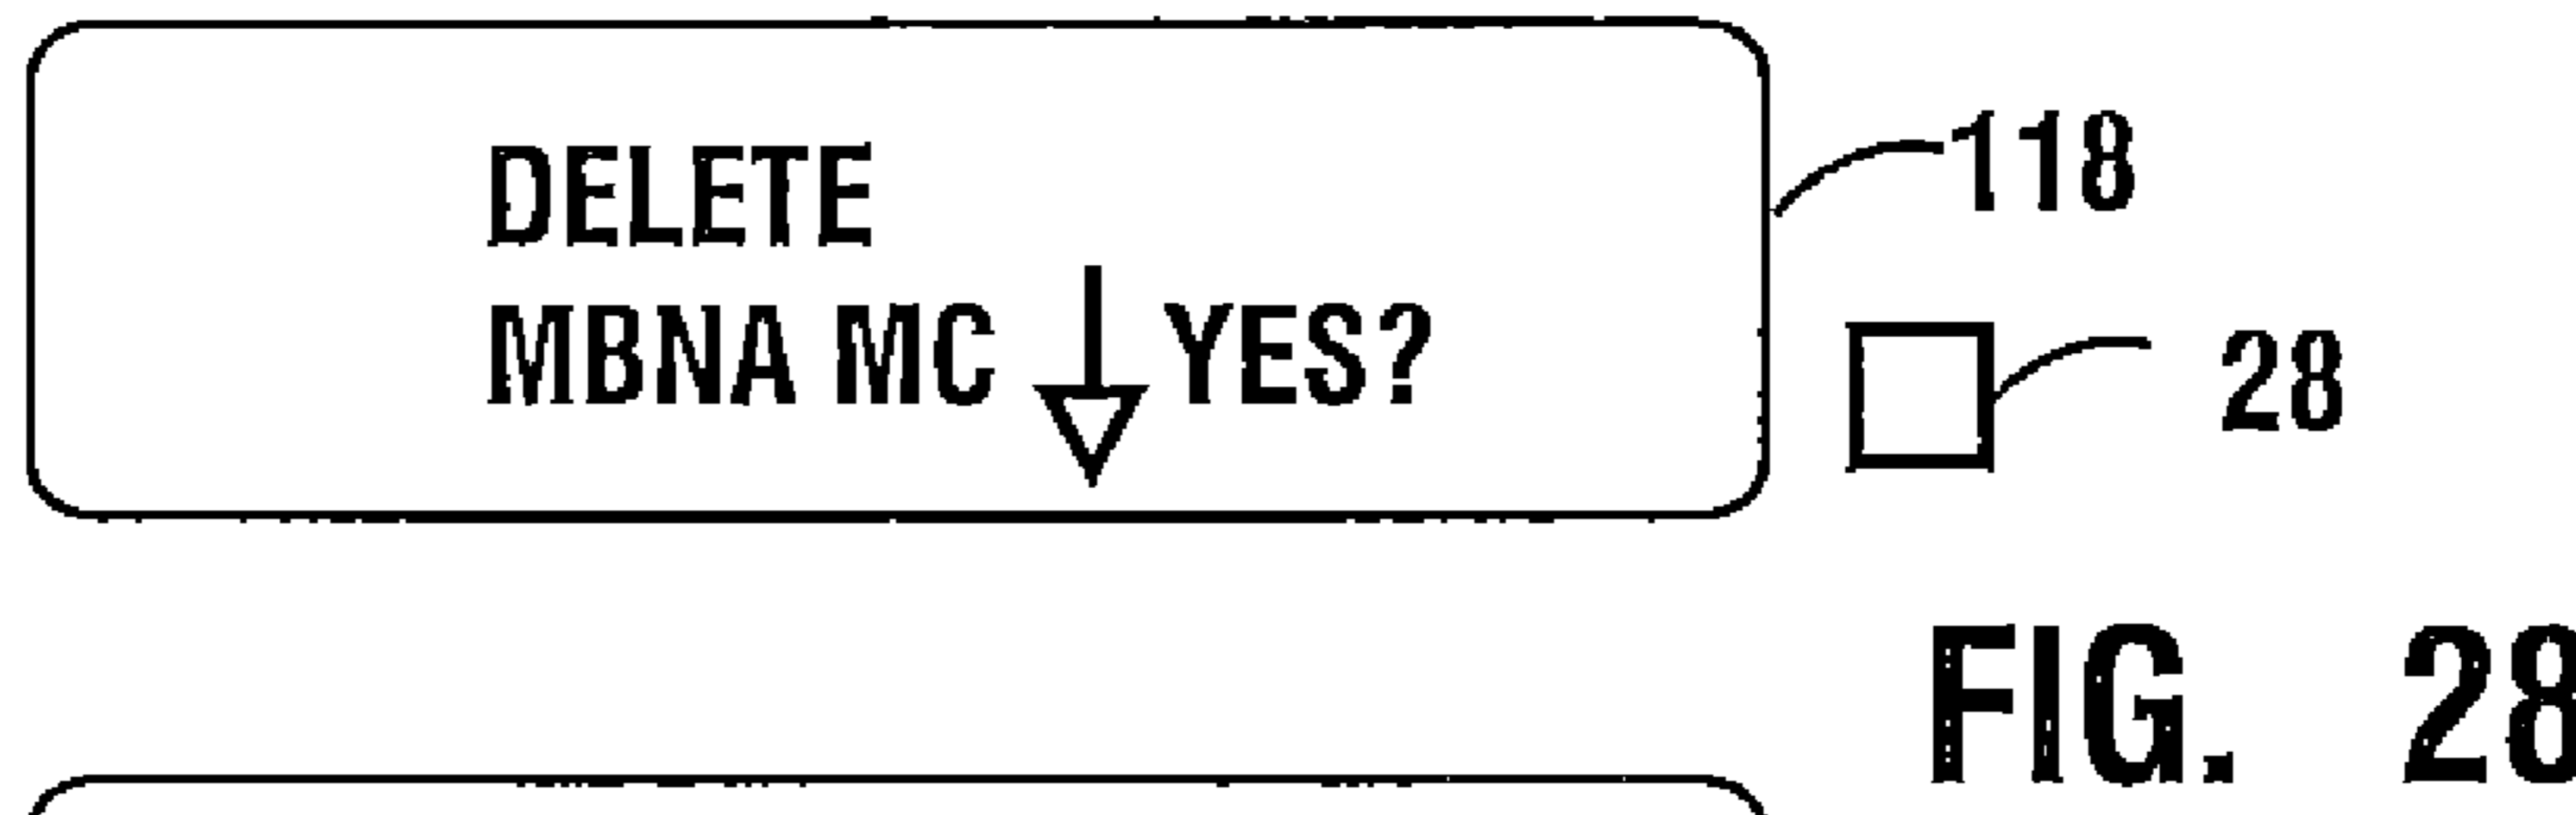 DELETE
MBNA MC YES?
118
28
FIG. 28